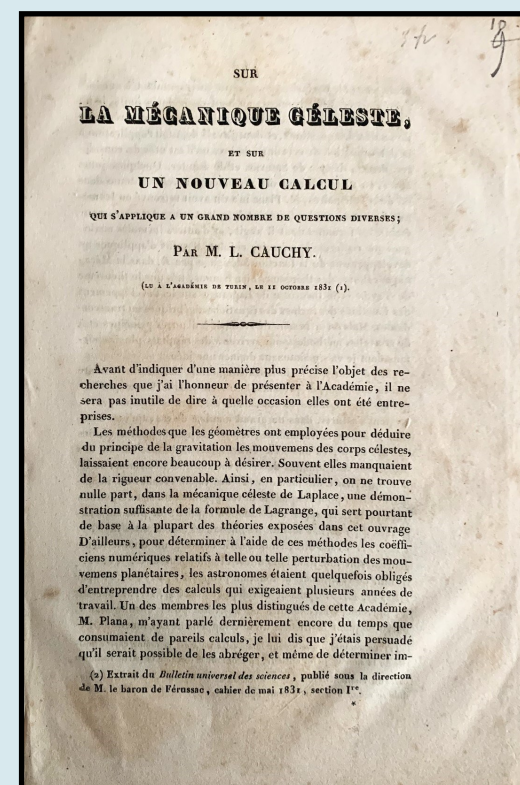 SUR
LA MÉCANIQUE CÉLESTE,
ET SUR
UN NOUVEAU CALCUL
QUI S'APPLIQUE A UN GRAND NOMBRE DE QUESTIONS DIVERSES;
PAR M. L. CAUCHY.
(LU A L'ACADÉMIE DE TURIN, LE 11 OCTOBRE 1831 (1).
Avant d'indiquer d'une manière plus précise l'objet des re-
cherches que j'ai l'honneur de présenter à l'Académie, il ne
sera pas inutile de dire à quelle occasion elles ont été entre-
prises.
Les méthodes que les géomètres ont employées pour déduire
du principe de la gravitation les mouvemens des corps célestes,
laissaient encore beaucoup à désirer. Souvent elles manquaient
de la rigueur convenable. Ainsi, en particulier, on ne trouve
nulle part, dans la mécanique céleste de Laplace, une démon-
stration suffisante de la formule de Lagrange, qui sert pourtant
de base à la plupart des théories exposées dans cet ouvrage
D'ailleurs, pour déterminer à l'aide de ces méthodes les coëffi-
ciens numériques relatifs à telle ou telle perturbation des mou-
vemens planétaires, les astronomes étaient quelquefois obligés
d'entreprendre des calculs qui exigeaient plusieurs années de
travail. Un des membres les plus distingués de cette Académie,
M. Plana, m'ayant parlé dernièrement encore du temps que
consumaient de pareils calculs, je lui dis que j'étais persuadé
qu'il serait possible de les abréger, et même de déterminer im-
(2) Extrait du Bulletin universel des sciences, publié sous la direction
de M. le baron de Férussac, cahier de mai 1831, section Ire.
*